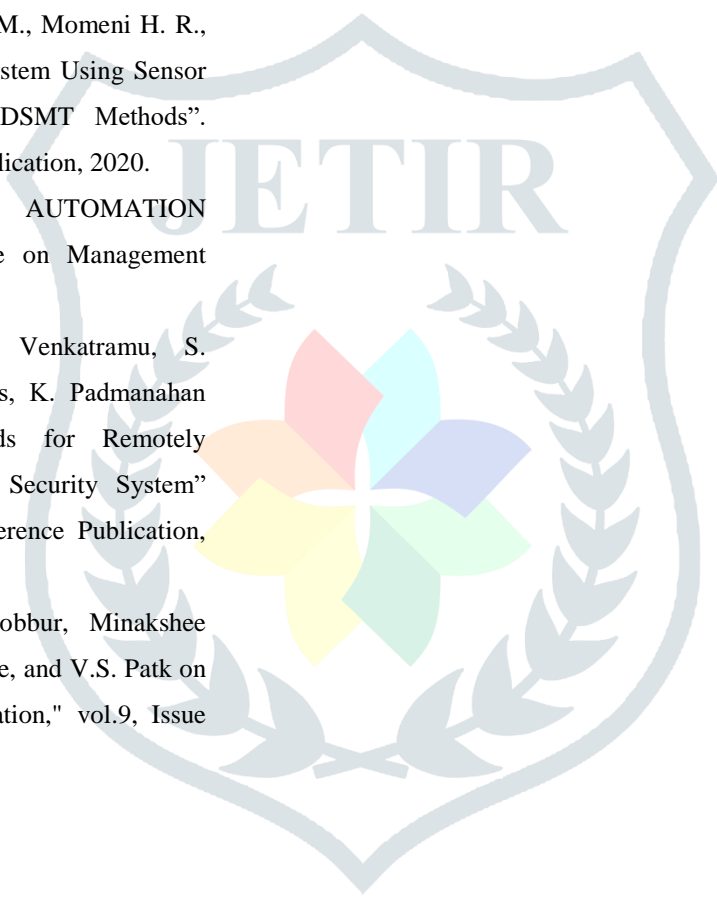 M., Momeni H. R.,
stem Using Sensor
DSMT Methods”.
lication, 2020.
JETIR
AUTOMATION
e on Management
Venkatramu, S.
s, K. Padmanahan
ds for Remotely
Security System”
erence Publication,
obbur, Minakshee
e, and V.S. Patk on
ation," vol.9, Issue